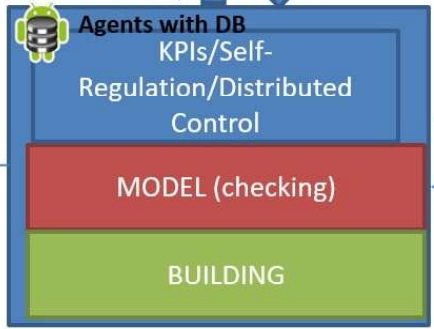 Agents with DB
KPIs/Self-
Regulation/Distributed
Control
MODEL (checking)
BUILDING